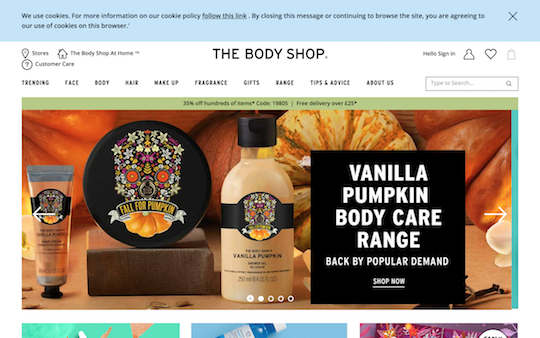 We use cookies. For more information on our cookie policy follow this link . By closing this message or continuing to browse the site, you are agreeing to
our use of cookies on this browser.'
Stores
The Body Shop At Home ™
THE BODY SHOP.
Hello Sign in
Customer Care
TRENDING FACE BODY HAIR MAKE UP FRAGRANCE GIFTS RANGE TIPS & ADVICE ABOUT US
Type to Search...
35% off hundreds of items* Code: 19805 | Free delivery over £25*
FALL FOR PUMPKIN
THE BODY SHOP
VANILLA PUMPKIN
SHOWER GEL
VANILLA
PUMPKIN
BODY CARE
RANGE
BACK BY POPULAR DEMAND
SHOP NOW